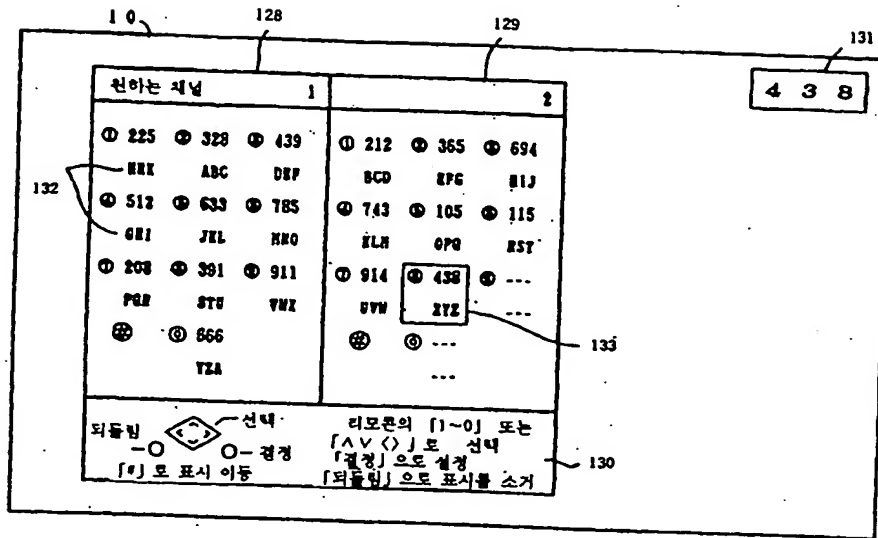 10
128
129
131
원하는 채널 1
2
4 3 8
① 225 ② 328 ③ 439
① 212 ② 365 ③ 694
ABC DEF
BCD EFG HIJ
132
④ 512 ⑤ 633 ⑥ 785
④ 743 ⑤ 105 ⑥ 115
GHI JKL MNO
KLM OPQ RST
⑦ 208 ⑧ 391 ⑨ 911
⑦ 914 ⑧ 438 ⑨ ---
PQR STU VWX
UVW XYZ ---
133
⓪ 666
⓪ ---
YZA
---
되돌림
선택
결정
「#」로 표시 이동
리모콘의 「1~0」 또는
「∧∨〈〉」로 선택
「결정」으로 설정
「되돌림」으로 표시를 소거
130